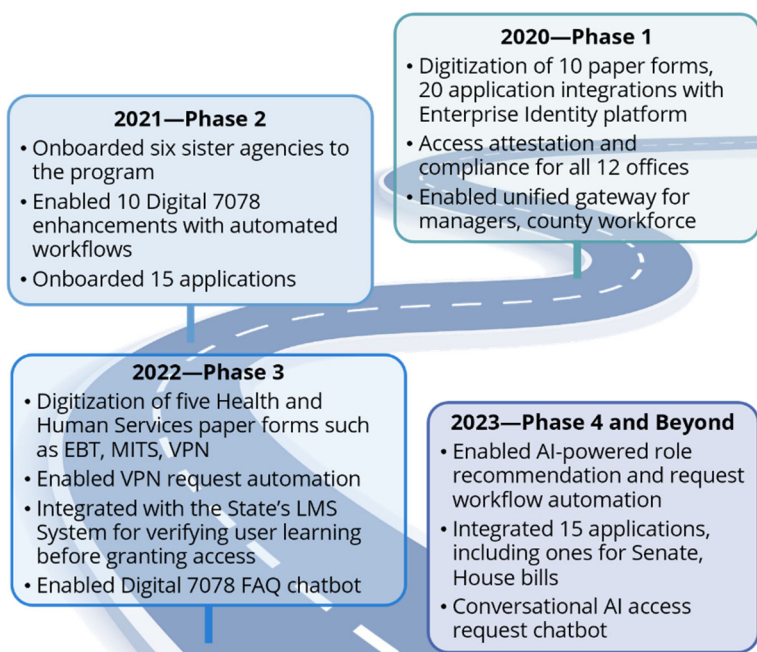 2020—Phase 1
• Digitization of 10 paper forms,
20 application integrations with
Enterprise Identity platform
• Access attestation and
compliance for all 12 offices
• Enabled unified gateway for
managers, county workforce
2021—Phase 2
• Onboarded six sister agencies to
the program
• Enabled 10 Digital 7078
enhancements with automated
workflows
• Onboarded 15 applications
2022—Phase 3
• Digitization of five Health and
Human Services paper forms such
as EBT, MITS, VPN
• Enabled VPN request automation
• Integrated with the State’s LMS
System for verifying user learning
before granting access
• Enabled Digital 7078 FAQ chatbot
2023—Phase 4 and Beyond
• Enabled AI-powered role
recommendation and request
workflow automation
• Integrated 15 applications,
including ones for Senate,
House bills
• Conversational AI access
request chatbot